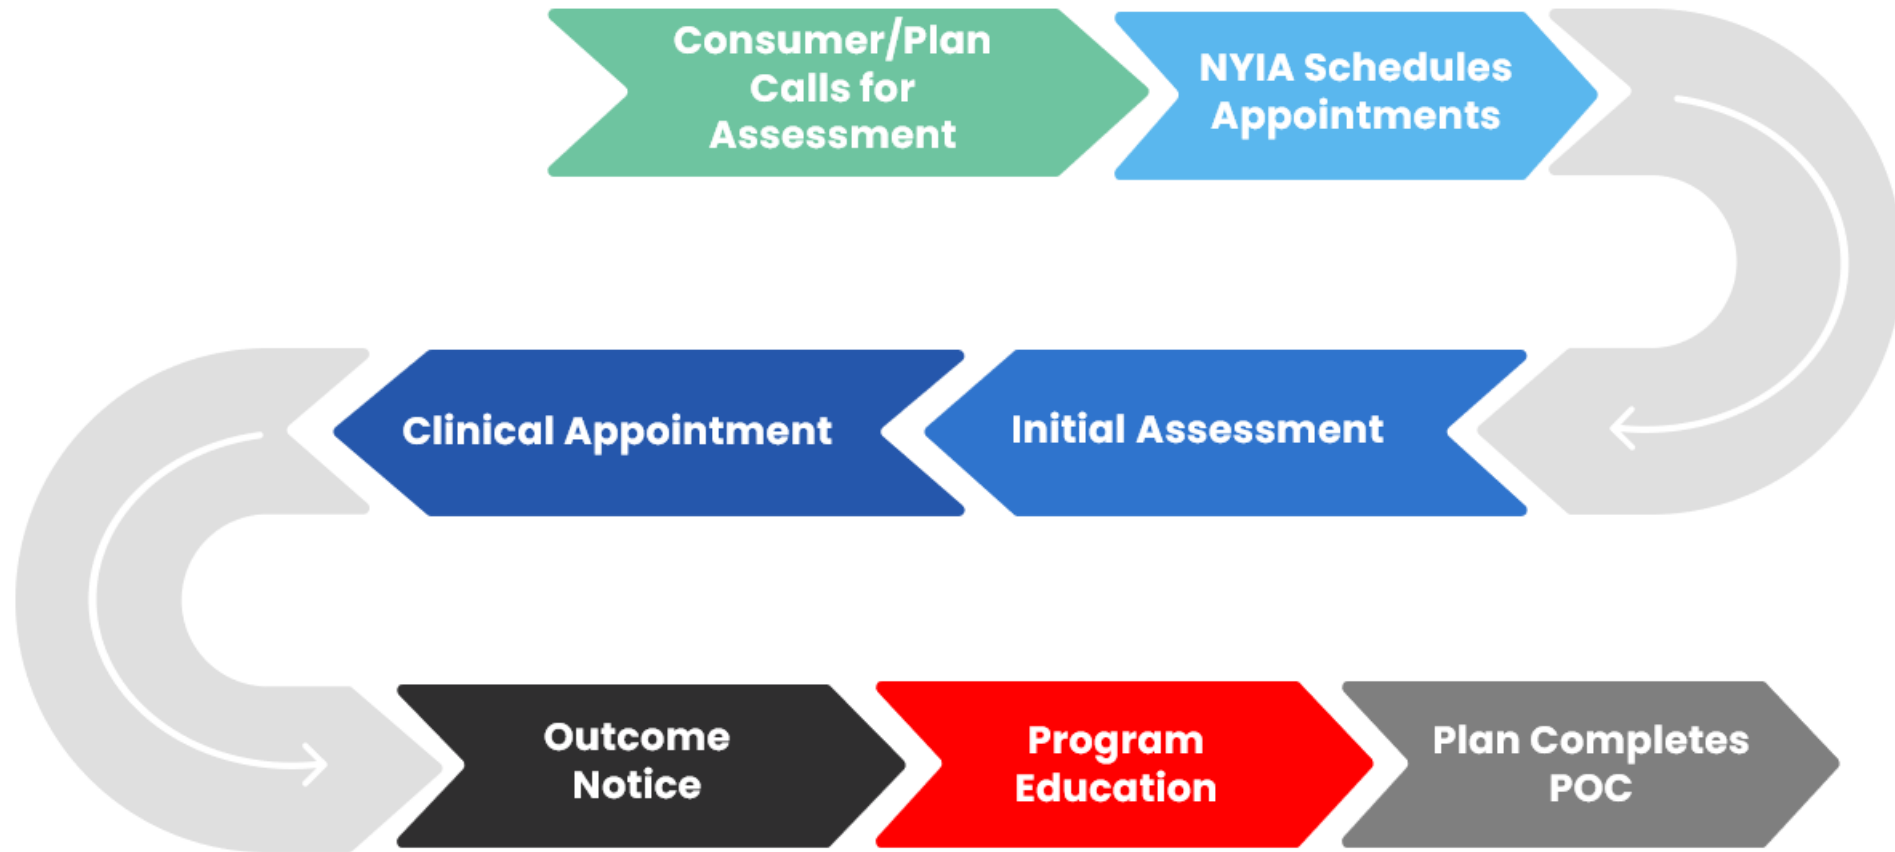 Consumer/Plan
Calls for
Assessment
NYIA Schedules
Appointments
Initial Assessment
Clinical Appointment
Outcome
Notice
Program
Education
Plan Completes
POC